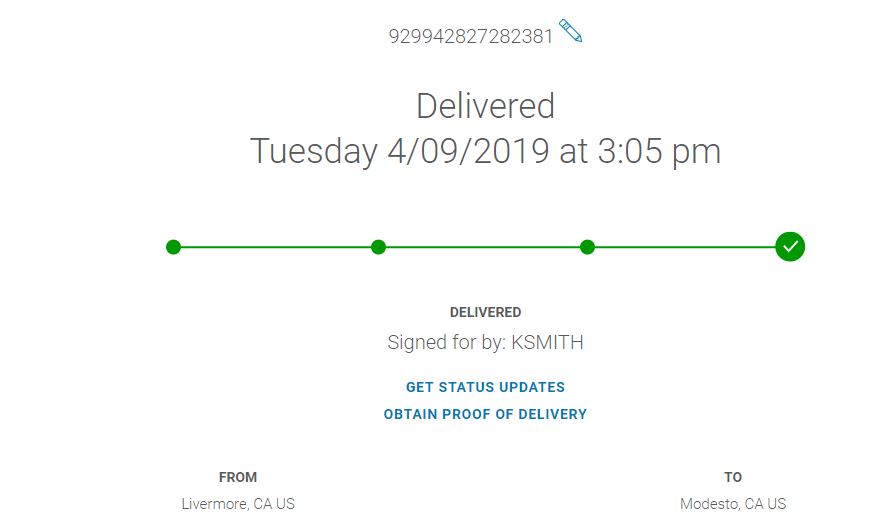 929942827282381
Delivered
Tuesday 4/09/2019 at 3:05 pm
DELIVERED
Signed for by: KSMITH
GET STATUS UPDATES
OBTAIN PROOF OF DELIVERY
FROM
Livermore, CA US
TO
Modesto, CA US